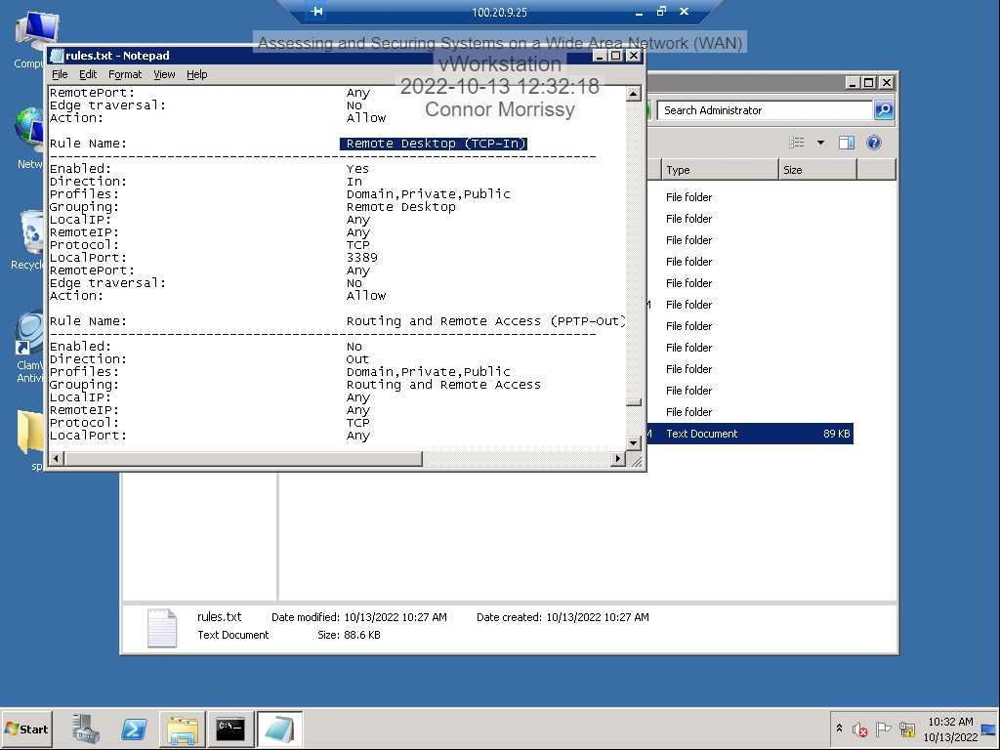 100.20.9.25
Assessing and Securing Systems on a Wide Area Network (WAN)
vWorkstation
2022-10-13 12:32:18
Connor Morrissy
rules.txt - Notepad
File Edit Format View Help
RemotePort: Any
Edge traversal: No
Action: Allow
Rule Name: Remote Desktop (TCP-In)
----------------------------------------------------------------------
Enabled: Yes
Direction: In
Profiles: Domain,Private,Public
Grouping: Remote Desktop
LocalIP: Any
RemoteIP: Any
Protocol: TCP
LocalPort: 3389
RemotePort: Any
Edge traversal: No
Action: Allow
Rule Name: Routing and Remote Access (PPTP-Out)
----------------------------------------------------------------------
Enabled: No
Direction: Out
Profiles: Domain,Private,Public
Grouping: Routing and Remote Access
LocalIP: Any
RemoteIP: Any
Protocol: TCP
LocalPort: Any
Search Administrator
Type Size
File folder
File folder
File folder
File folder
File folder
M File folder
File folder
File folder
File folder
File folder
File folder
M Text Document 89 KB
Comp
Netw
Recycl
Clam
Antivi
sp
rules.txt Date modified: 10/13/2022 10:27 AM Date created: 10/13/2022 10:27 AM
Text Document Size: 88.6 KB
Start
C:\_
10:32 AM
10/13/2022